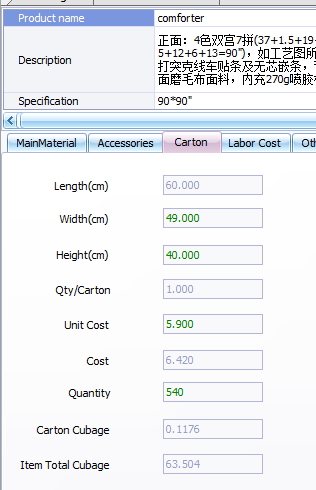 Product name comforter
正面：4色双宫7拼(37+1.5+19-
Description 5+12+6+13=90")，如工艺图所
打突克线车贴条及无芯嵌条，
面磨毛布面料，内充270g喷胶
Specification 90*90"
MainMaterial Accessories Carton Labor Cost Oth
Length(cm) 60.000
Width(cm) 49.000
Height(cm) 40.000
Qty/Carton 1.000
Unit Cost 5.900
Cost 6.420
Quantity 540
Carton Cubage 0.1176
Item Total Cubage 63.504